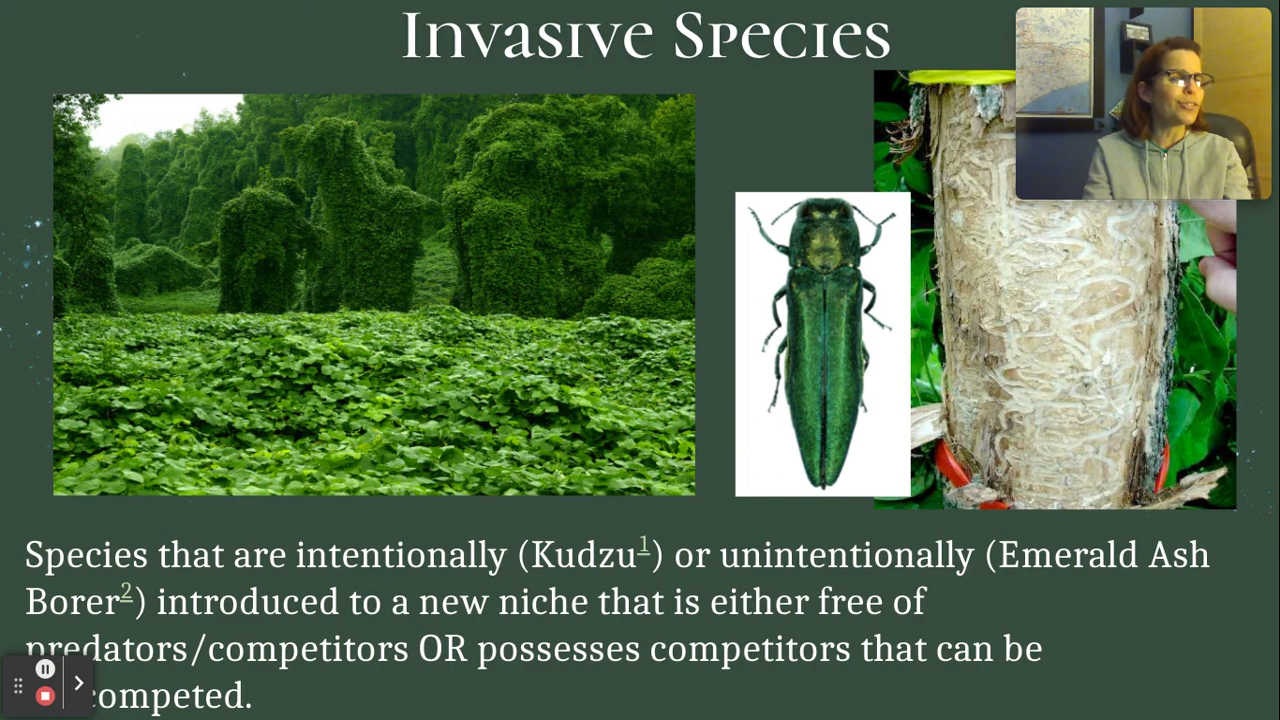 Invasive Species
Species that are intentionally (Kudzu1) or unintentionally (Emerald Ash
Borer2) introduced to a new niche that is either free of
predators/competitors OR possesses competitors that can be
competed.